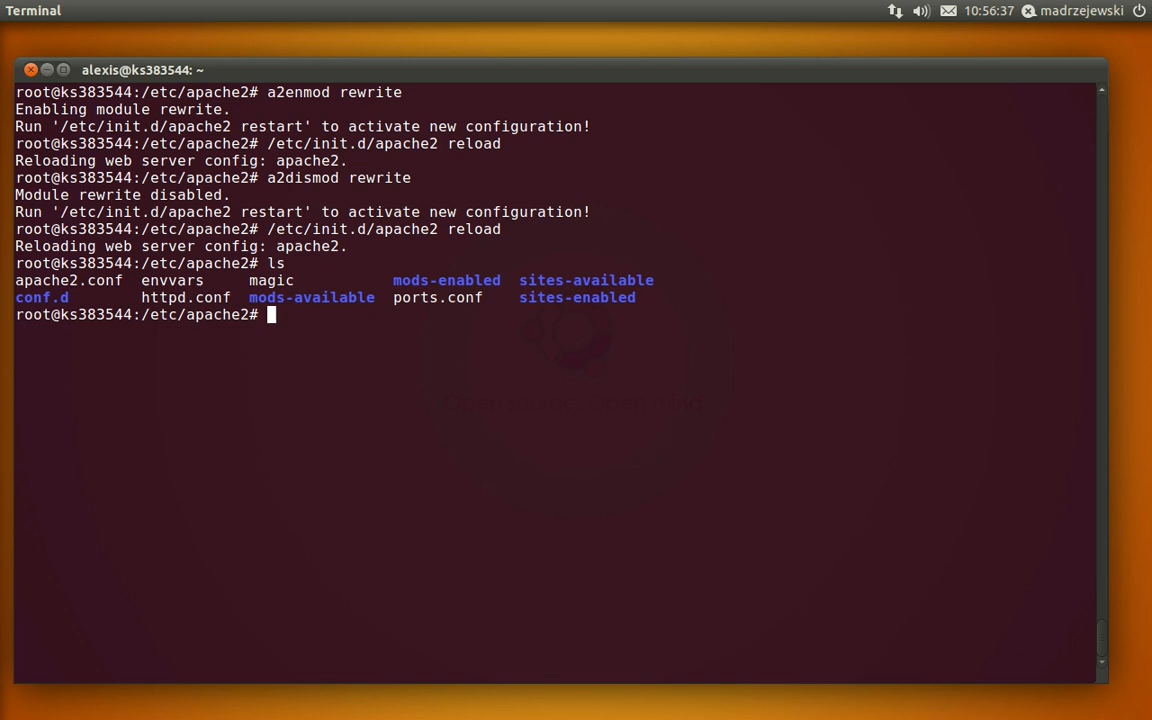 Terminal
10:56:37 madrzejewski
alexis@ks383544: ~
root@ks383544:/etc/apache2# a2enmod rewrite
Enabling module rewrite.
Run '/etc/init.d/apache2 restart' to activate new configuration!
root@ks383544:/etc/apache2# /etc/init.d/apache2 reload
Reloading web server config: apache2.
root@ks383544:/etc/apache2# a2dismod rewrite
Module rewrite disabled.
Run '/etc/init.d/apache2 restart' to activate new configuration!
root@ks383544:/etc/apache2# /etc/init.d/apache2 reload
Reloading web server config: apache2.
root@ks383544:/etc/apache2# ls
apache2.conf envvars magic mods-enabled sites-available
conf.d httpd.conf mods-available ports.conf sites-enabled
root@ks383544:/etc/apache2#
Open source. Open mind